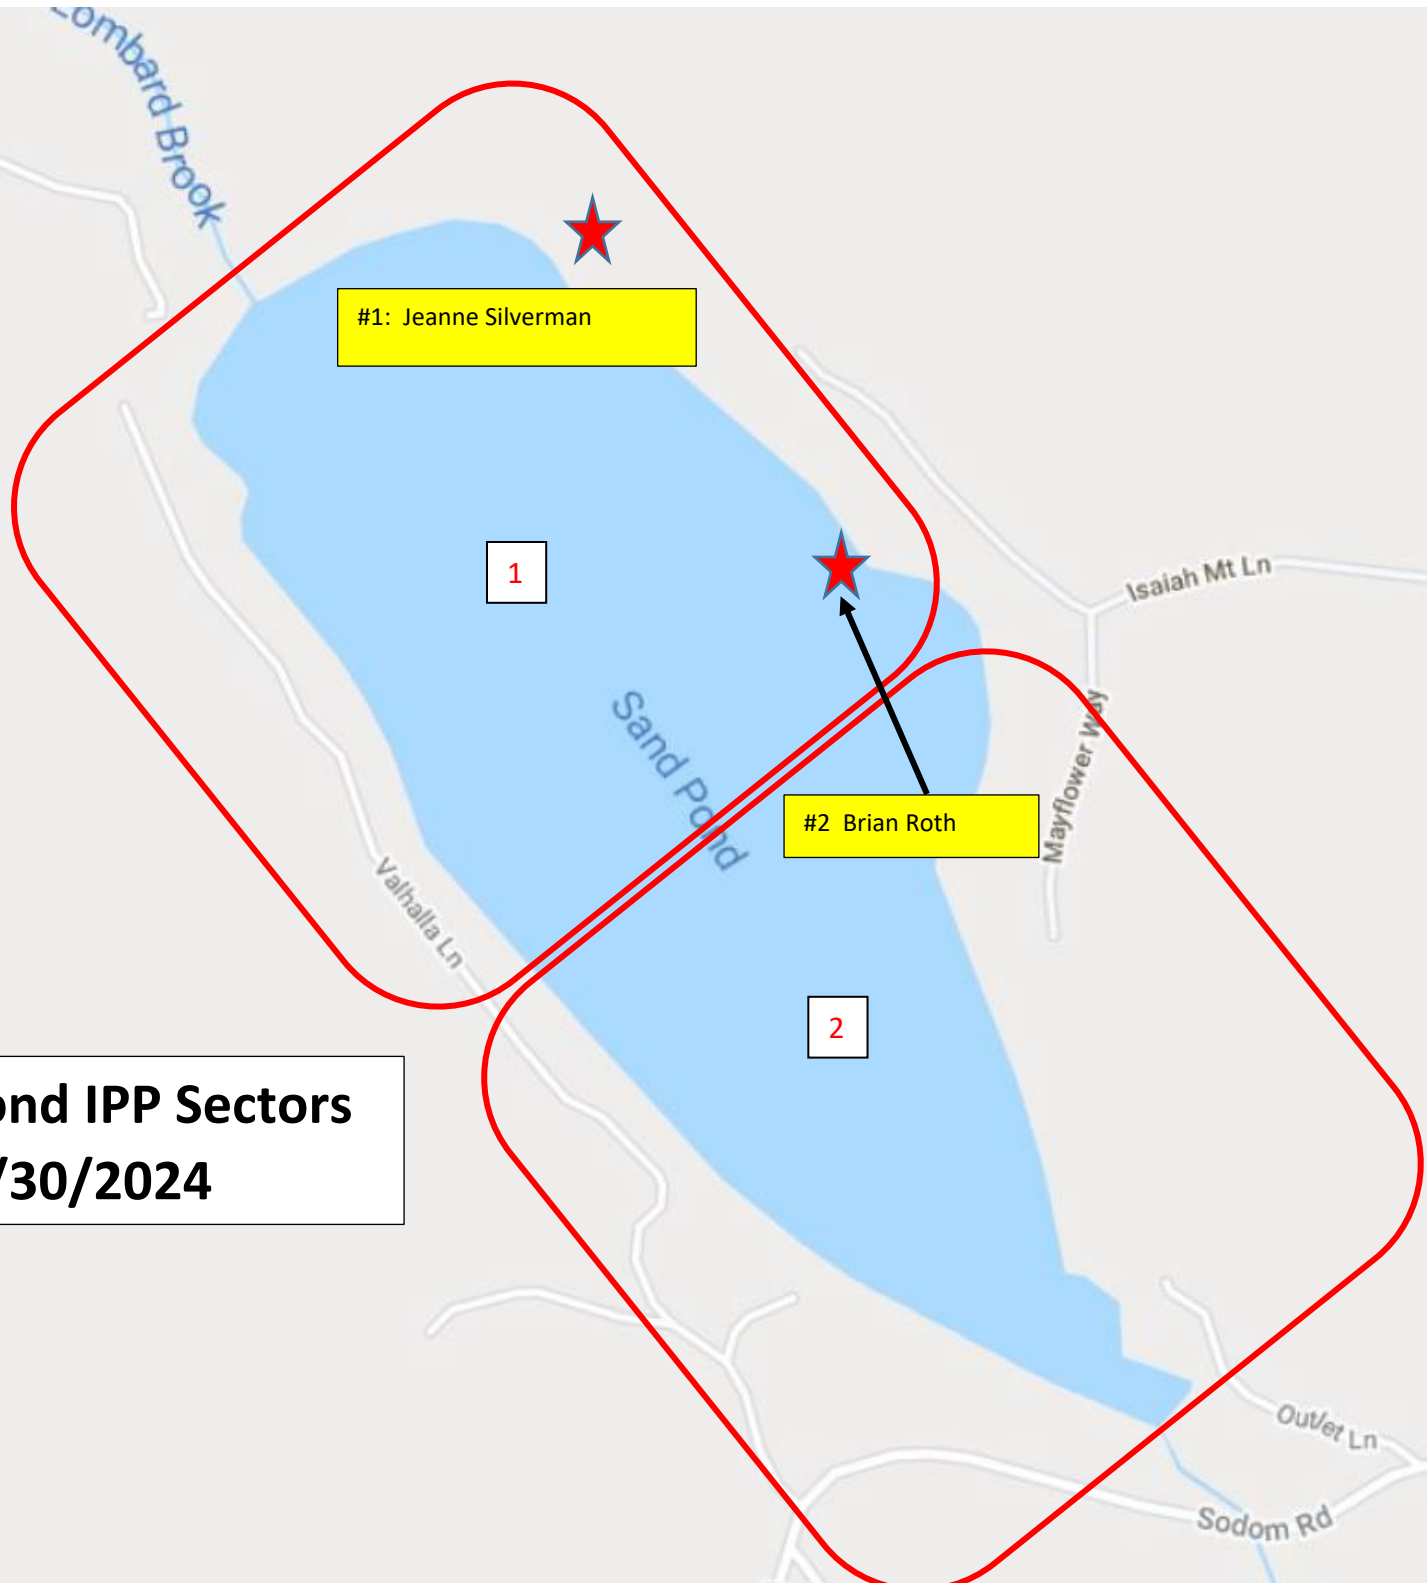 Lombard Brook
#1: Jeanne Silverman
1
Isaiah Mt Ln
Sand Pond
Mayflower Way
#2 Brian Roth
Valhalla Ln
2
ond IPP Sectors
/30/2024
Outlet Ln
Sodom Rd